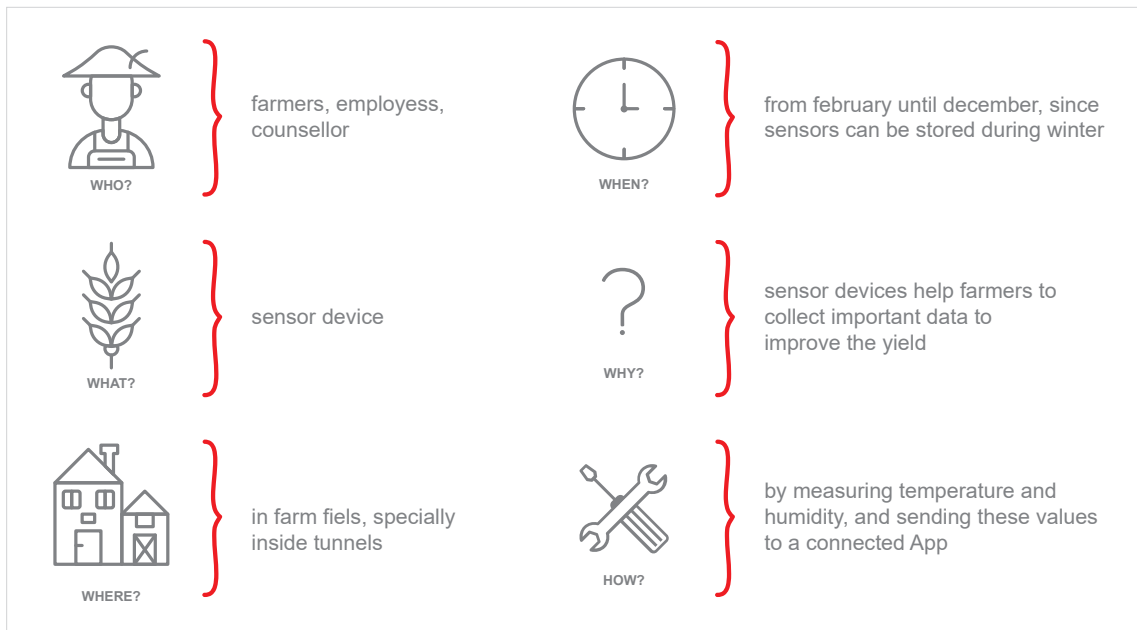 farmers, employess,
counsellor
WHO?
from february until december, since
sensors can be stored during winter
WHEN?
sensor device
WHAT?
sensor devices help farmers to
collect important data to
improve the yield
WHY?
in farm fiels, specially
inside tunnels
WHERE?
by measuring temperature and
humidity, and sending these values
to a connected App
HOW?